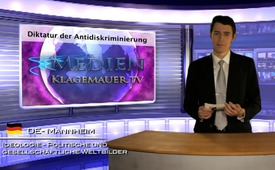 Diktatur der Antidiskriminierung
MEDIEN
KLAGEMAUER.TV
DE- MANNHEIM
IDEOLOGIE - POLITISCHE UND
GESELLSCHAFTLICHE WELTBILDER